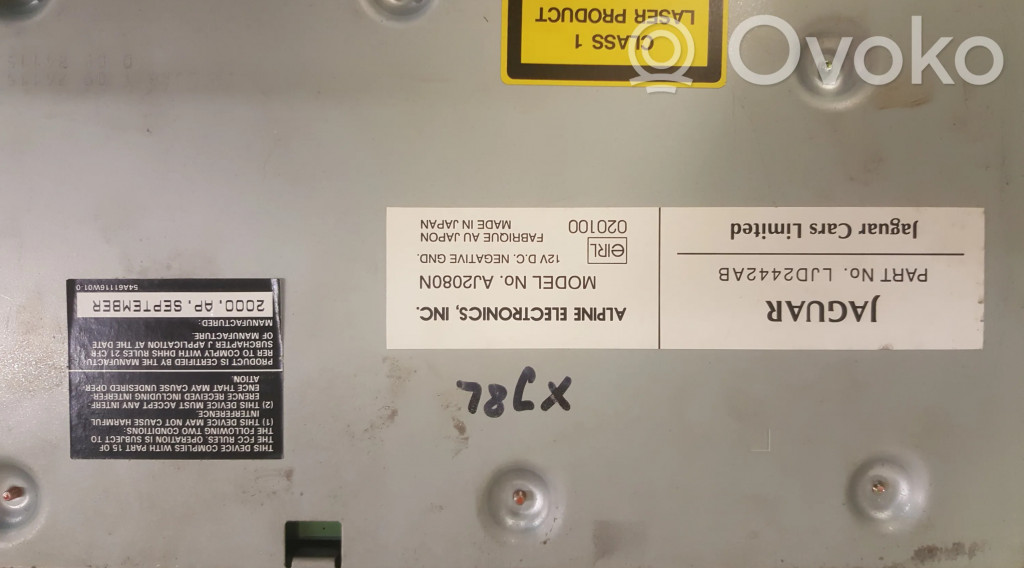 JAGUAR
PART No. LJD2442AB
Jaguar Cars Limited
ALPINE ELECTRONICS, INC.
MODEL No. AJ2080N
12V D.C. NEGATIVE GND.
eIRL
FABRIQUE AU JAPON
020100
MADE IN JAPAN
THIS DEVICE COMPLIES WITH PART 15 OF
THE FCC RULES. OPERATION IS SUBJECT TO
THE FOLLOWING TWO CONDITIONS:
(1) THIS DEVICE MAY NOT CAUSE HARMFUL
INTERFERENCE.
(2) THIS DEVICE MUST ACCEPT ANY INTERF-
ERENCE RECEIVED INCLUDING INTERFER-
ENCE THAT MAY CAUSE UNDESIRED OPER-
ATION.
PRODUCT IS CERTIFIED BY THE MANUFACTU-
RER TO COMPLY WITH DHHS RULES 21 CFR
SUBCHAPTER J APPLICATION AT THE DATE
OF MANUFACTURE.
MANUFACTURED:
2000, AP, SEPTEMBER
54A61116W01 0
CLASS 1
LASER PRODUCT
Ovoko